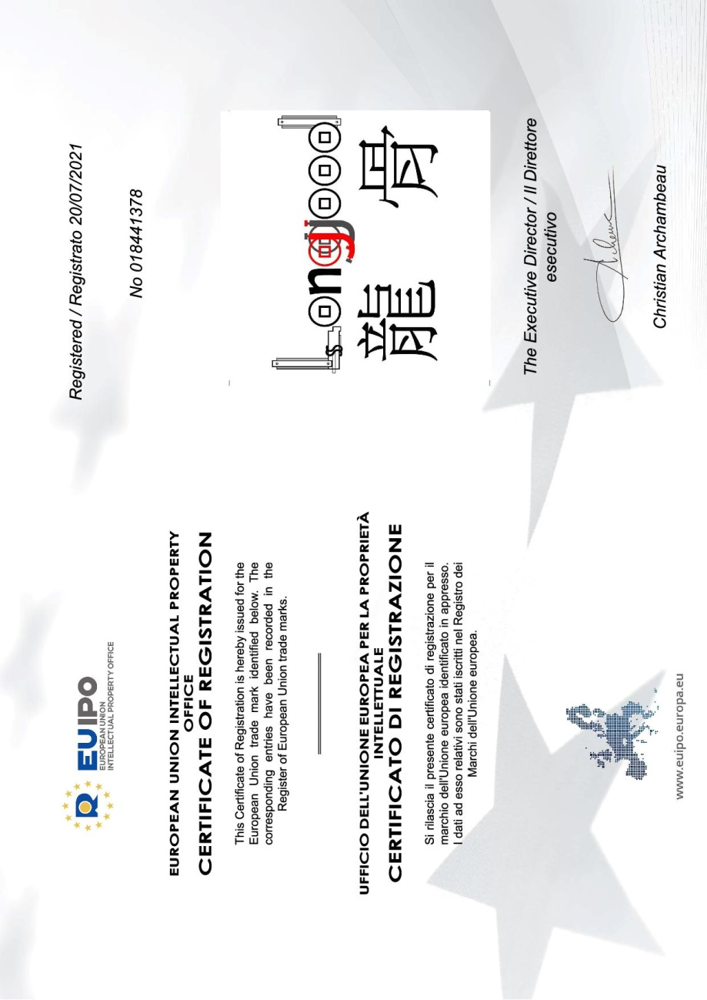 EUIPO
EUROPEAN UNION
INTELLECTUAL PROPERTY OFFICE
EUROPEAN UNION INTELLECTUAL PROPERTY
OFFICE
CERTIFICATE OF REGISTRATION
This Certificate of Registration is hereby issued for the
European Union trade mark identified below. The
corresponding entries have been recorded in the
Register of European Union trade marks.
UFFICIO DELL'UNIONE EUROPEA PER LA PROPRIETÀ
INTELLETTUALE
CERTIFICATO DI REGISTRAZIONE
Si rilascia il presente certificato di registrazione per il
marchio dell'Unione europea identificato in appresso.
I dati ad esso relativi sono stati iscritti nel Registro dei
Marchi dell'Unione europea.
www.euipo.europa.eu
Registered / Registrato 20/07/2021
No 018441378
龍
The Executive Director / Il Direttore
esecutivo
Christian Archambeau